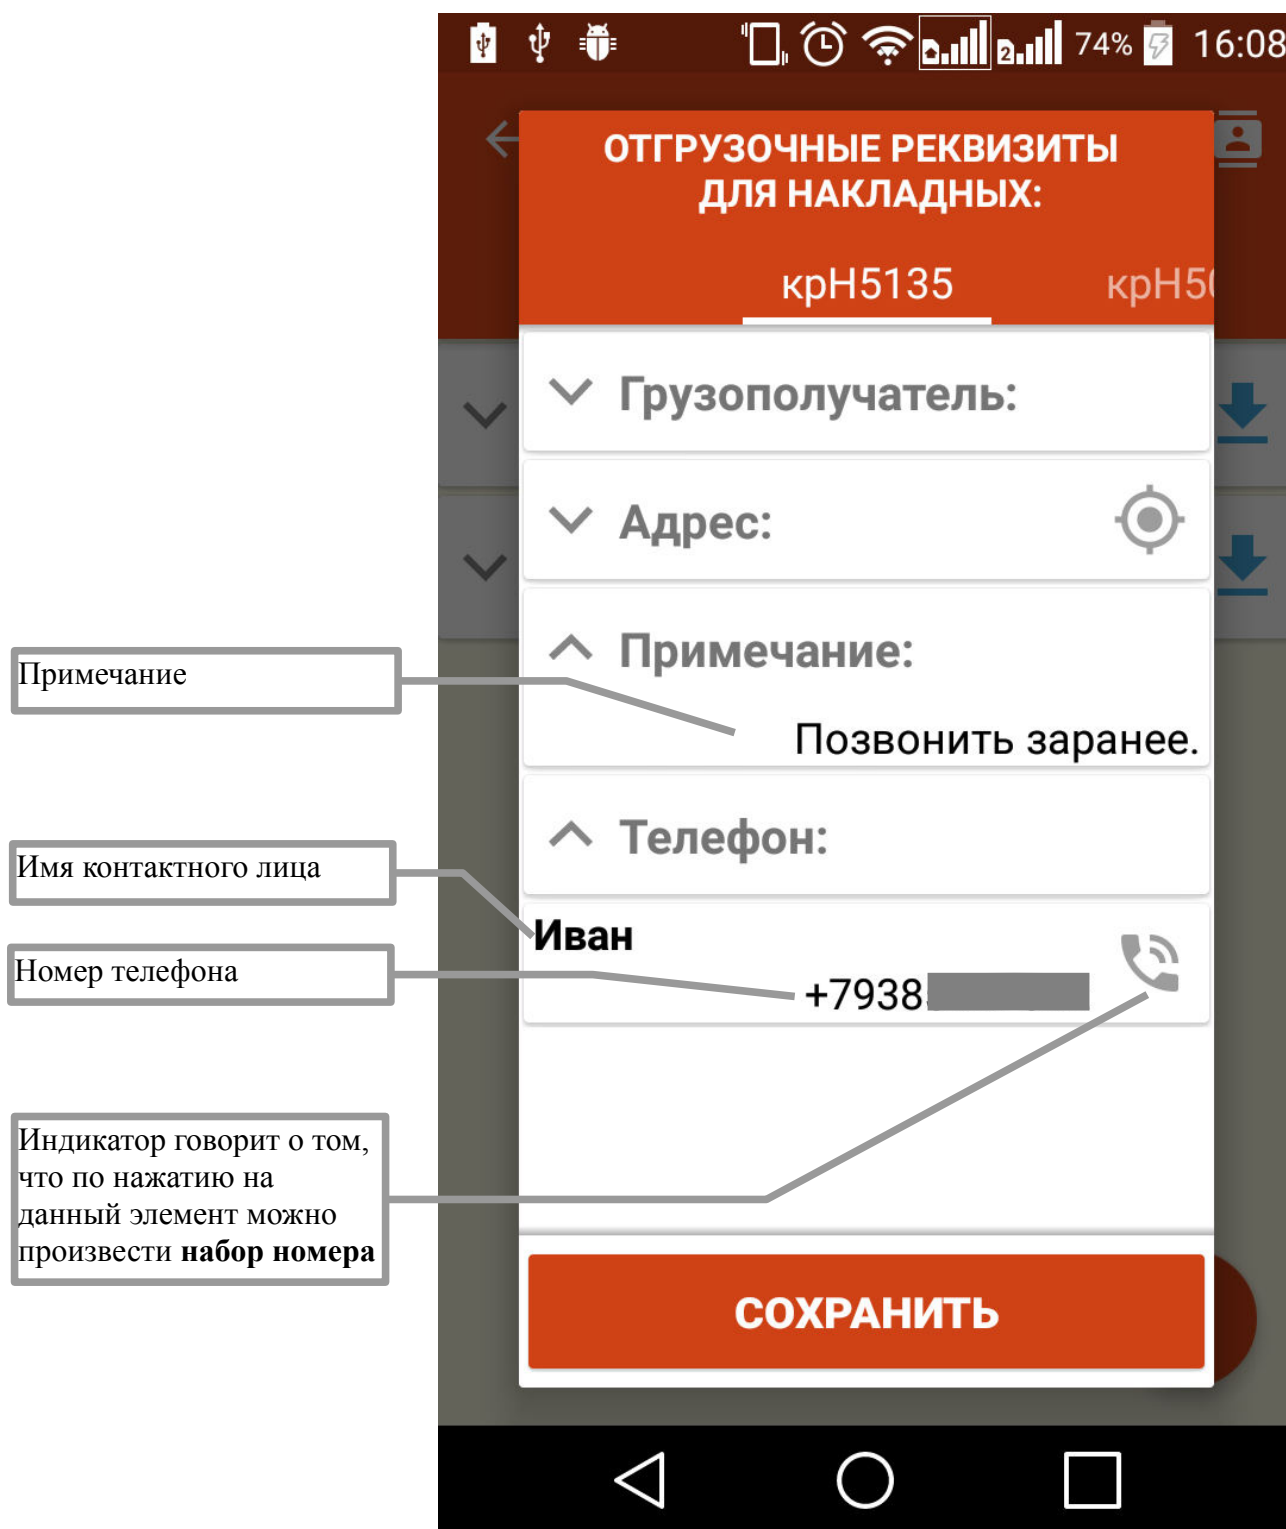 74% 16:08
ОТГРУЗОЧНЫЕ РЕКВИЗИТЫ
ДЛЯ НАКЛАДНЫХ:
крН5135 крН50
Грузополучатель:
Адрес:
Примечание:
Примечание
Позвонить заранее.
Телефон:
Имя контактного лица
Иван
Номер телефона
+7938
Индикатор говорит о том,
что по нажатию на
данный элемент можно
произвести набор номера
СОХРАНИТЬ